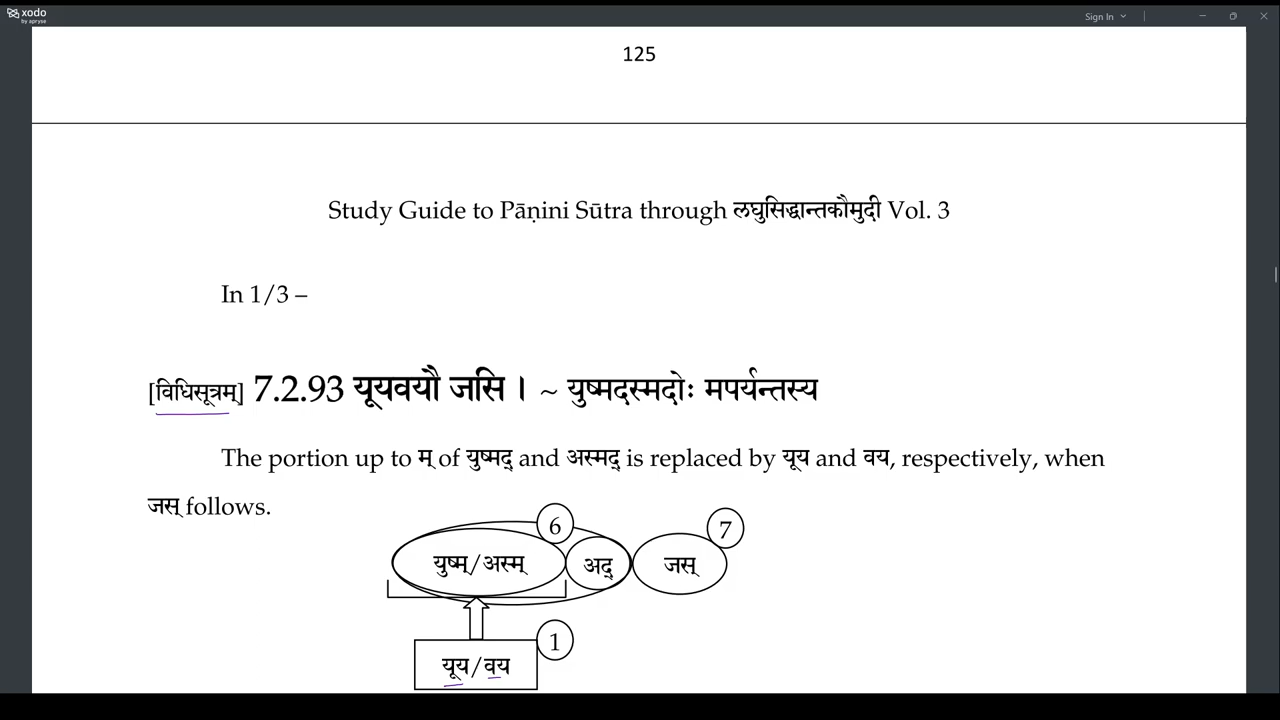 xodo
by apryse
Sign In
125
Study Guide to Pāṇini Sūtra through लघुसिद्धान्तकौमुदी Vol. 3
In 1/3 –
[विधिसूत्रम्] 7.2.93 यूयवयौ जसि । ~ युष्मदस्मदोः मपर्यन्तस्य
The portion up to म् of युष्मद् and अस्मद् is replaced by यूय and वय, respectively, when
जस् follows.
6
7
युष्म्/अस्म् अद् जस्
1
यूय/वय